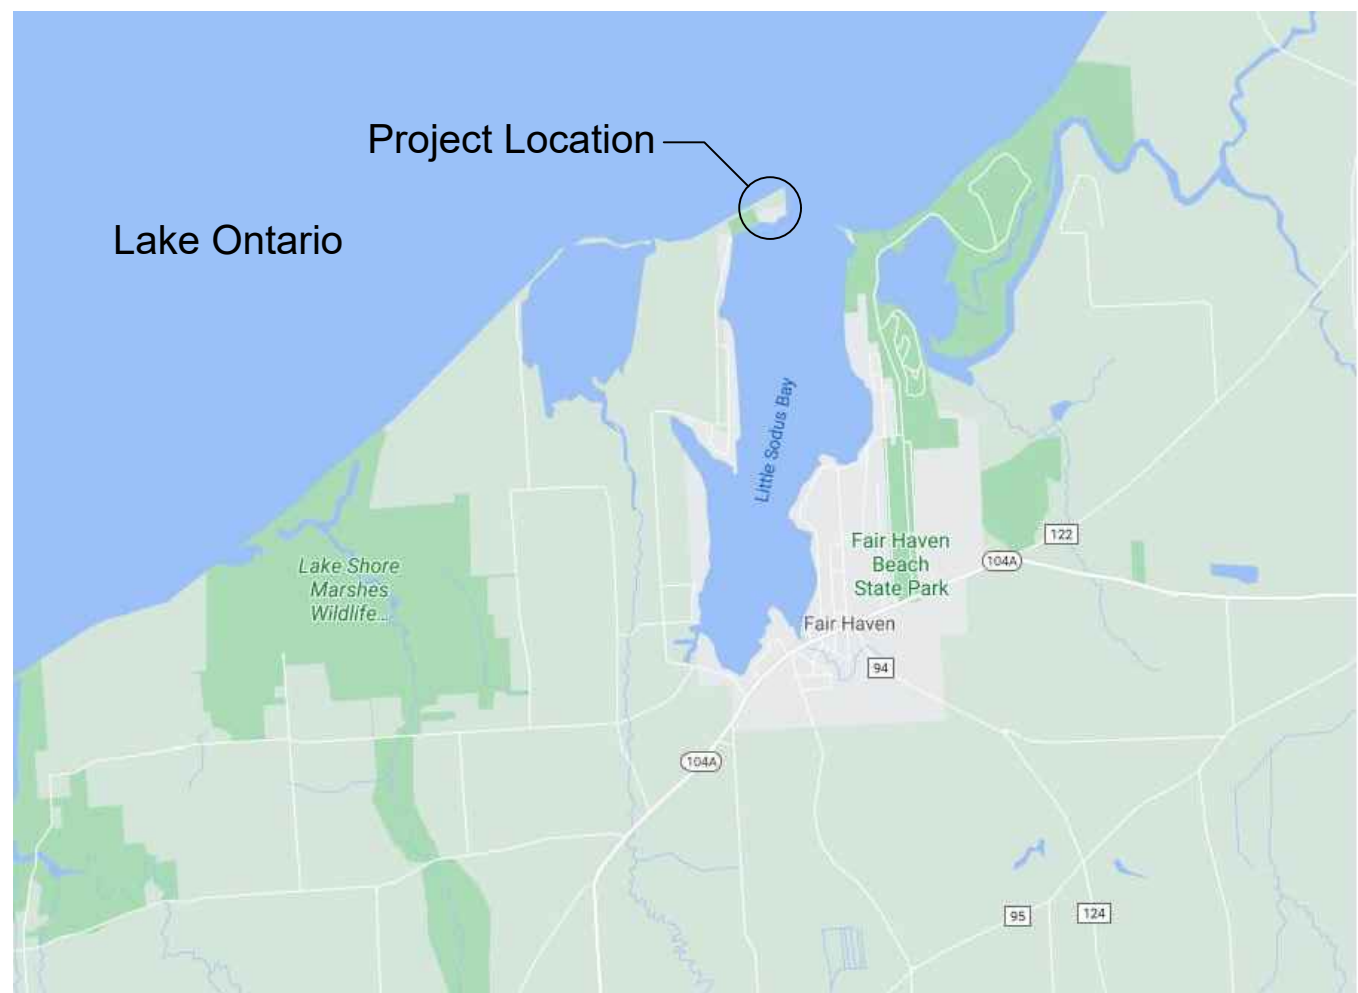 Project Location
Lake Ontario
Little Sodus Bay
Lake Shore
Marshes
Wildlife...
Fair Haven
Beach
State Park
122
104A
Fair Haven
94
104A
95
124